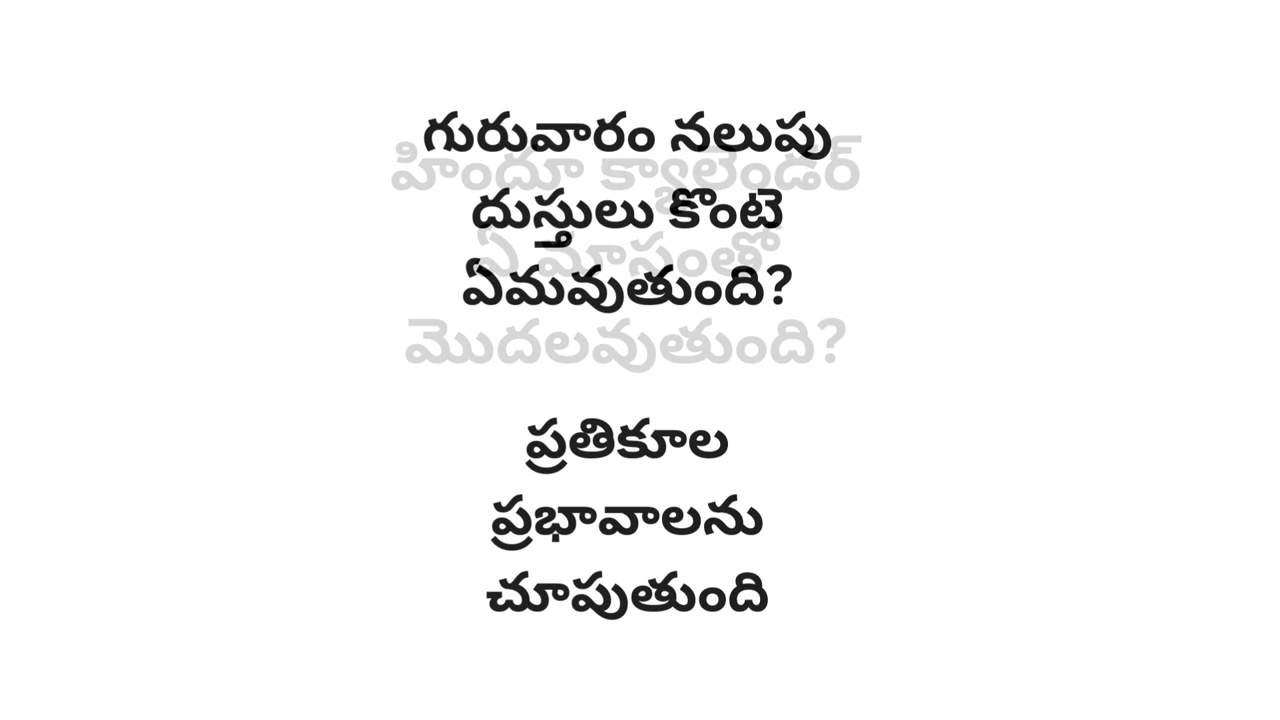 గురువారం నలుపు
హిందూ క్యాలెండర్
దుస్తులు కొంటె
ఏ మాసంతో
ఏమవుతుంది?
మొదలవుతుంది?
ప్రతికూల
ప్రభావాలను
చూపుతుంది